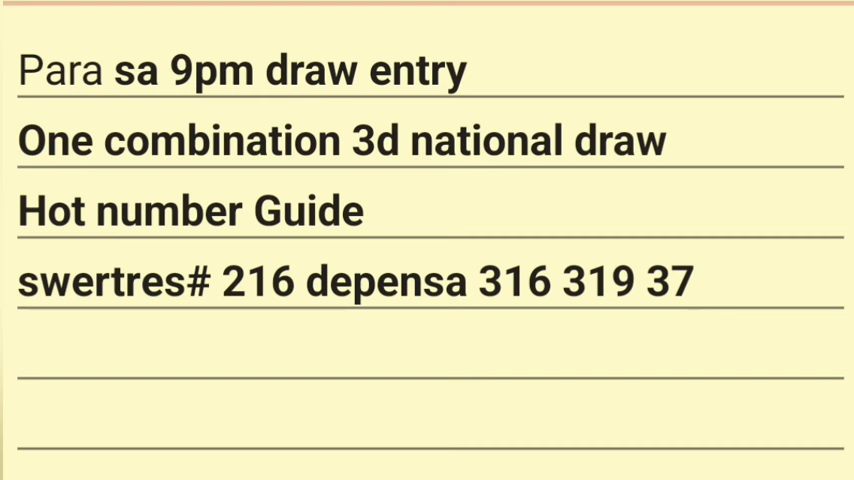 Para sa 9pm draw entry
One combination 3d national draw
Hot number Guide
swertres# 216 depensa 316 319 37